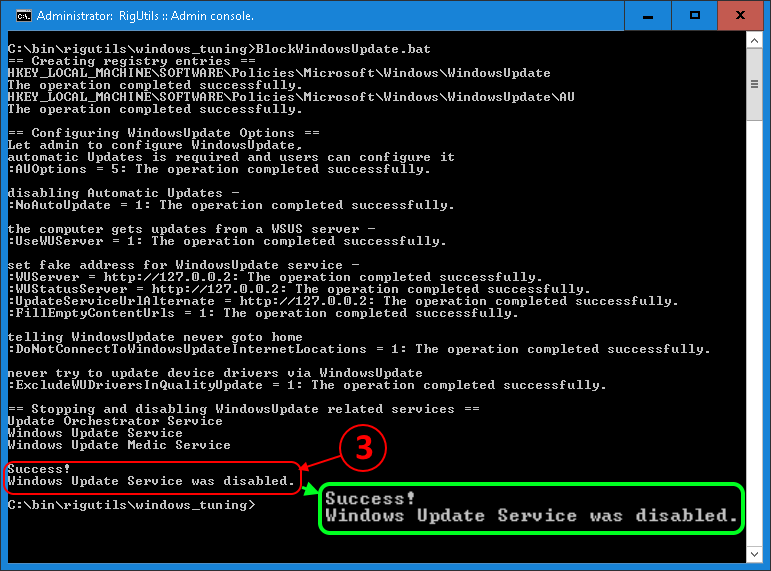 Administrator:  RigUtils :: Admin console.
C:\bin\rigutils\windows_tuning>BlockWindowsUpdate.bat
== Creating registry entries ==
HKEY_LOCAL_MACHINE\SOFTWARE\Policies\Microsoft\Windows\WindowsUpdate
The operation completed successfully.
HKEY_LOCAL_MACHINE\SOFTWARE\Policies\Microsoft\Windows\WindowsUpdate\AU
The operation completed successfully.
== Configuring WindowsUpdate Options ==
Let admin to configure WindowsUpdate,
automatic Updates is required and users can configure it
:AUOptions = 5: The operation completed successfully.
disabling Automatic Updates -
:NoAutoUpdate = 1: The operation completed successfully.
the computer gets updates from a WSUS server -
:UseWUServer = 1: The operation completed successfully.
set fake address for WindowsUpdate service -
:WUServer = http://127.0.0.2: The operation completed successfully.
:WUStatusServer = http://127.0.0.2: The operation completed successfully.
:UpdateServiceUrlAlternate = http://127.0.0.2: The operation completed successfully.
:FillEmptyContentUrls = 1: The operation completed successfully.
telling WindowsUpdate never goto home
:DoNotConnectToWindowsUpdateInternetLocations = 1: The operation completed successfully.
never try to update device drivers via WindowsUpdate
:ExcludeWUDriversInQualityUpdate = 1: The operation completed successfully.
== Stopping and disabling WindowsUpdate related services ==
Update Orchestrator Service
Windows Update Service
Windows Update Medic Service
3
Success!
Windows Update Service was disabled.
Success!
Windows Update Service was disabled.
C:\bin\rigutils\windows_tuning>